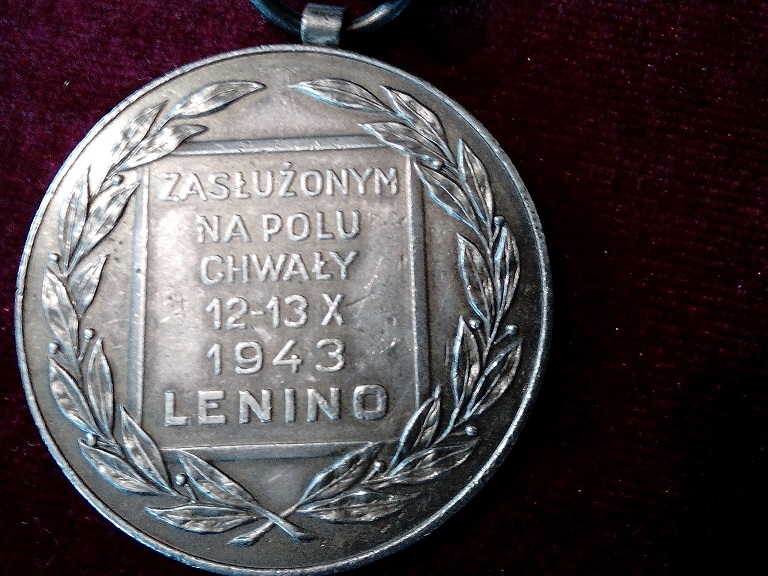 ZASŁUŻONYM
NA POLU
CHWAŁY
12-13 X
1943
LENINO